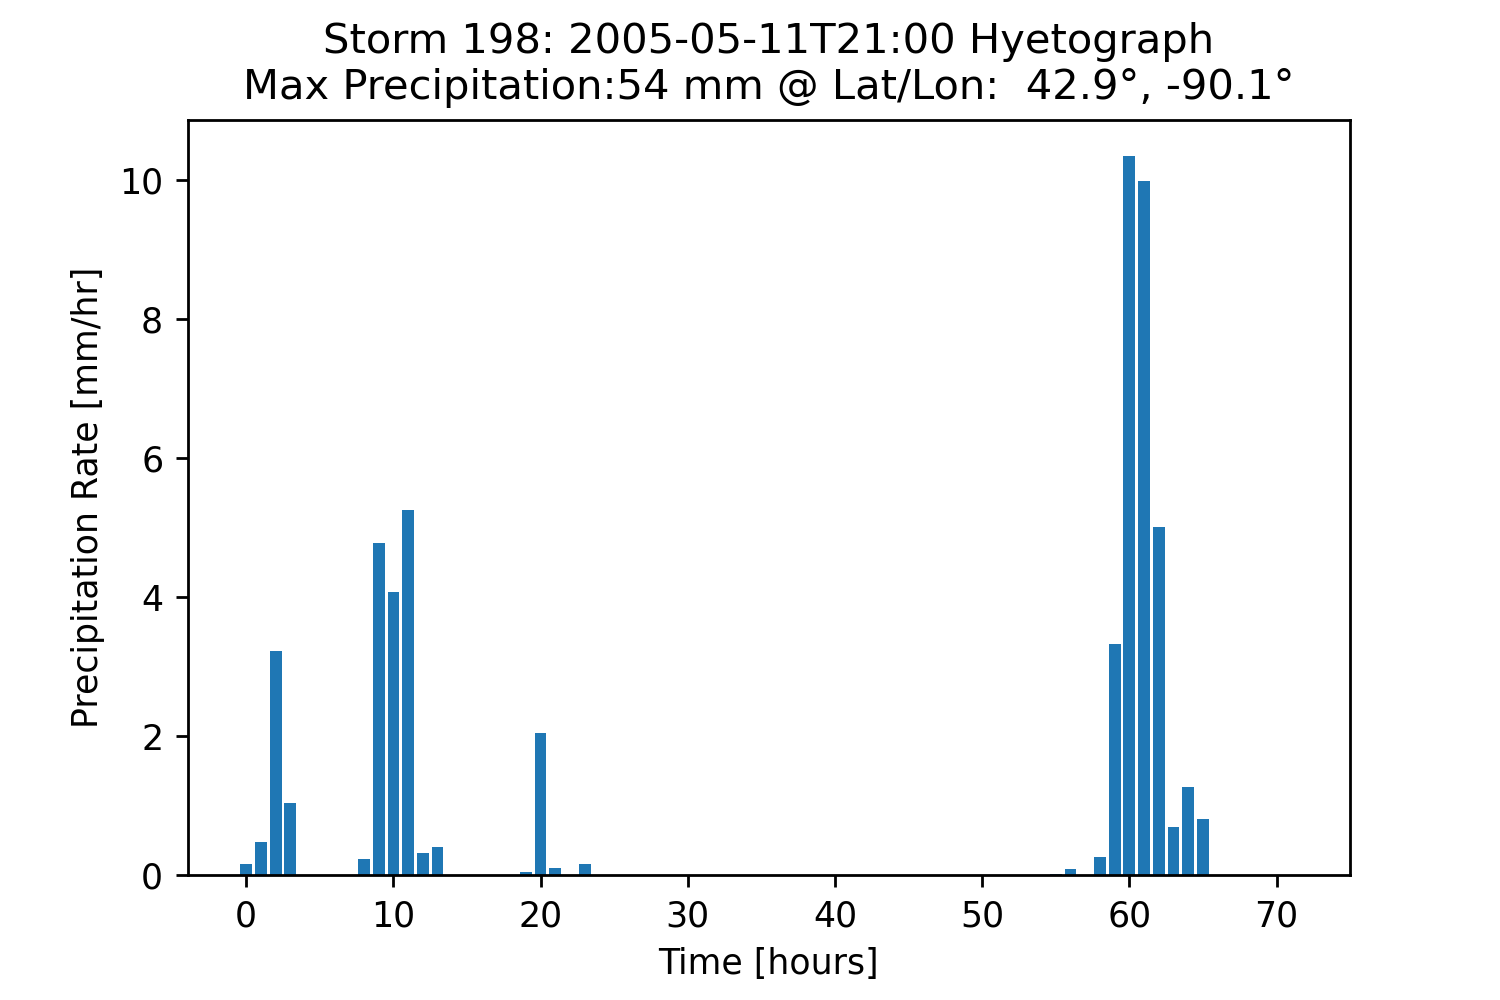 Storm 198: 2005-05-11T21:00 Hyetograph
Max Precipitation:54 mm @ Lat/Lon:  42.9°, -90.1°
10
8
6
4
2
0
Precipitation Rate [mm/hr]
0 10 20 30 40 50 60 70
Time [hours]